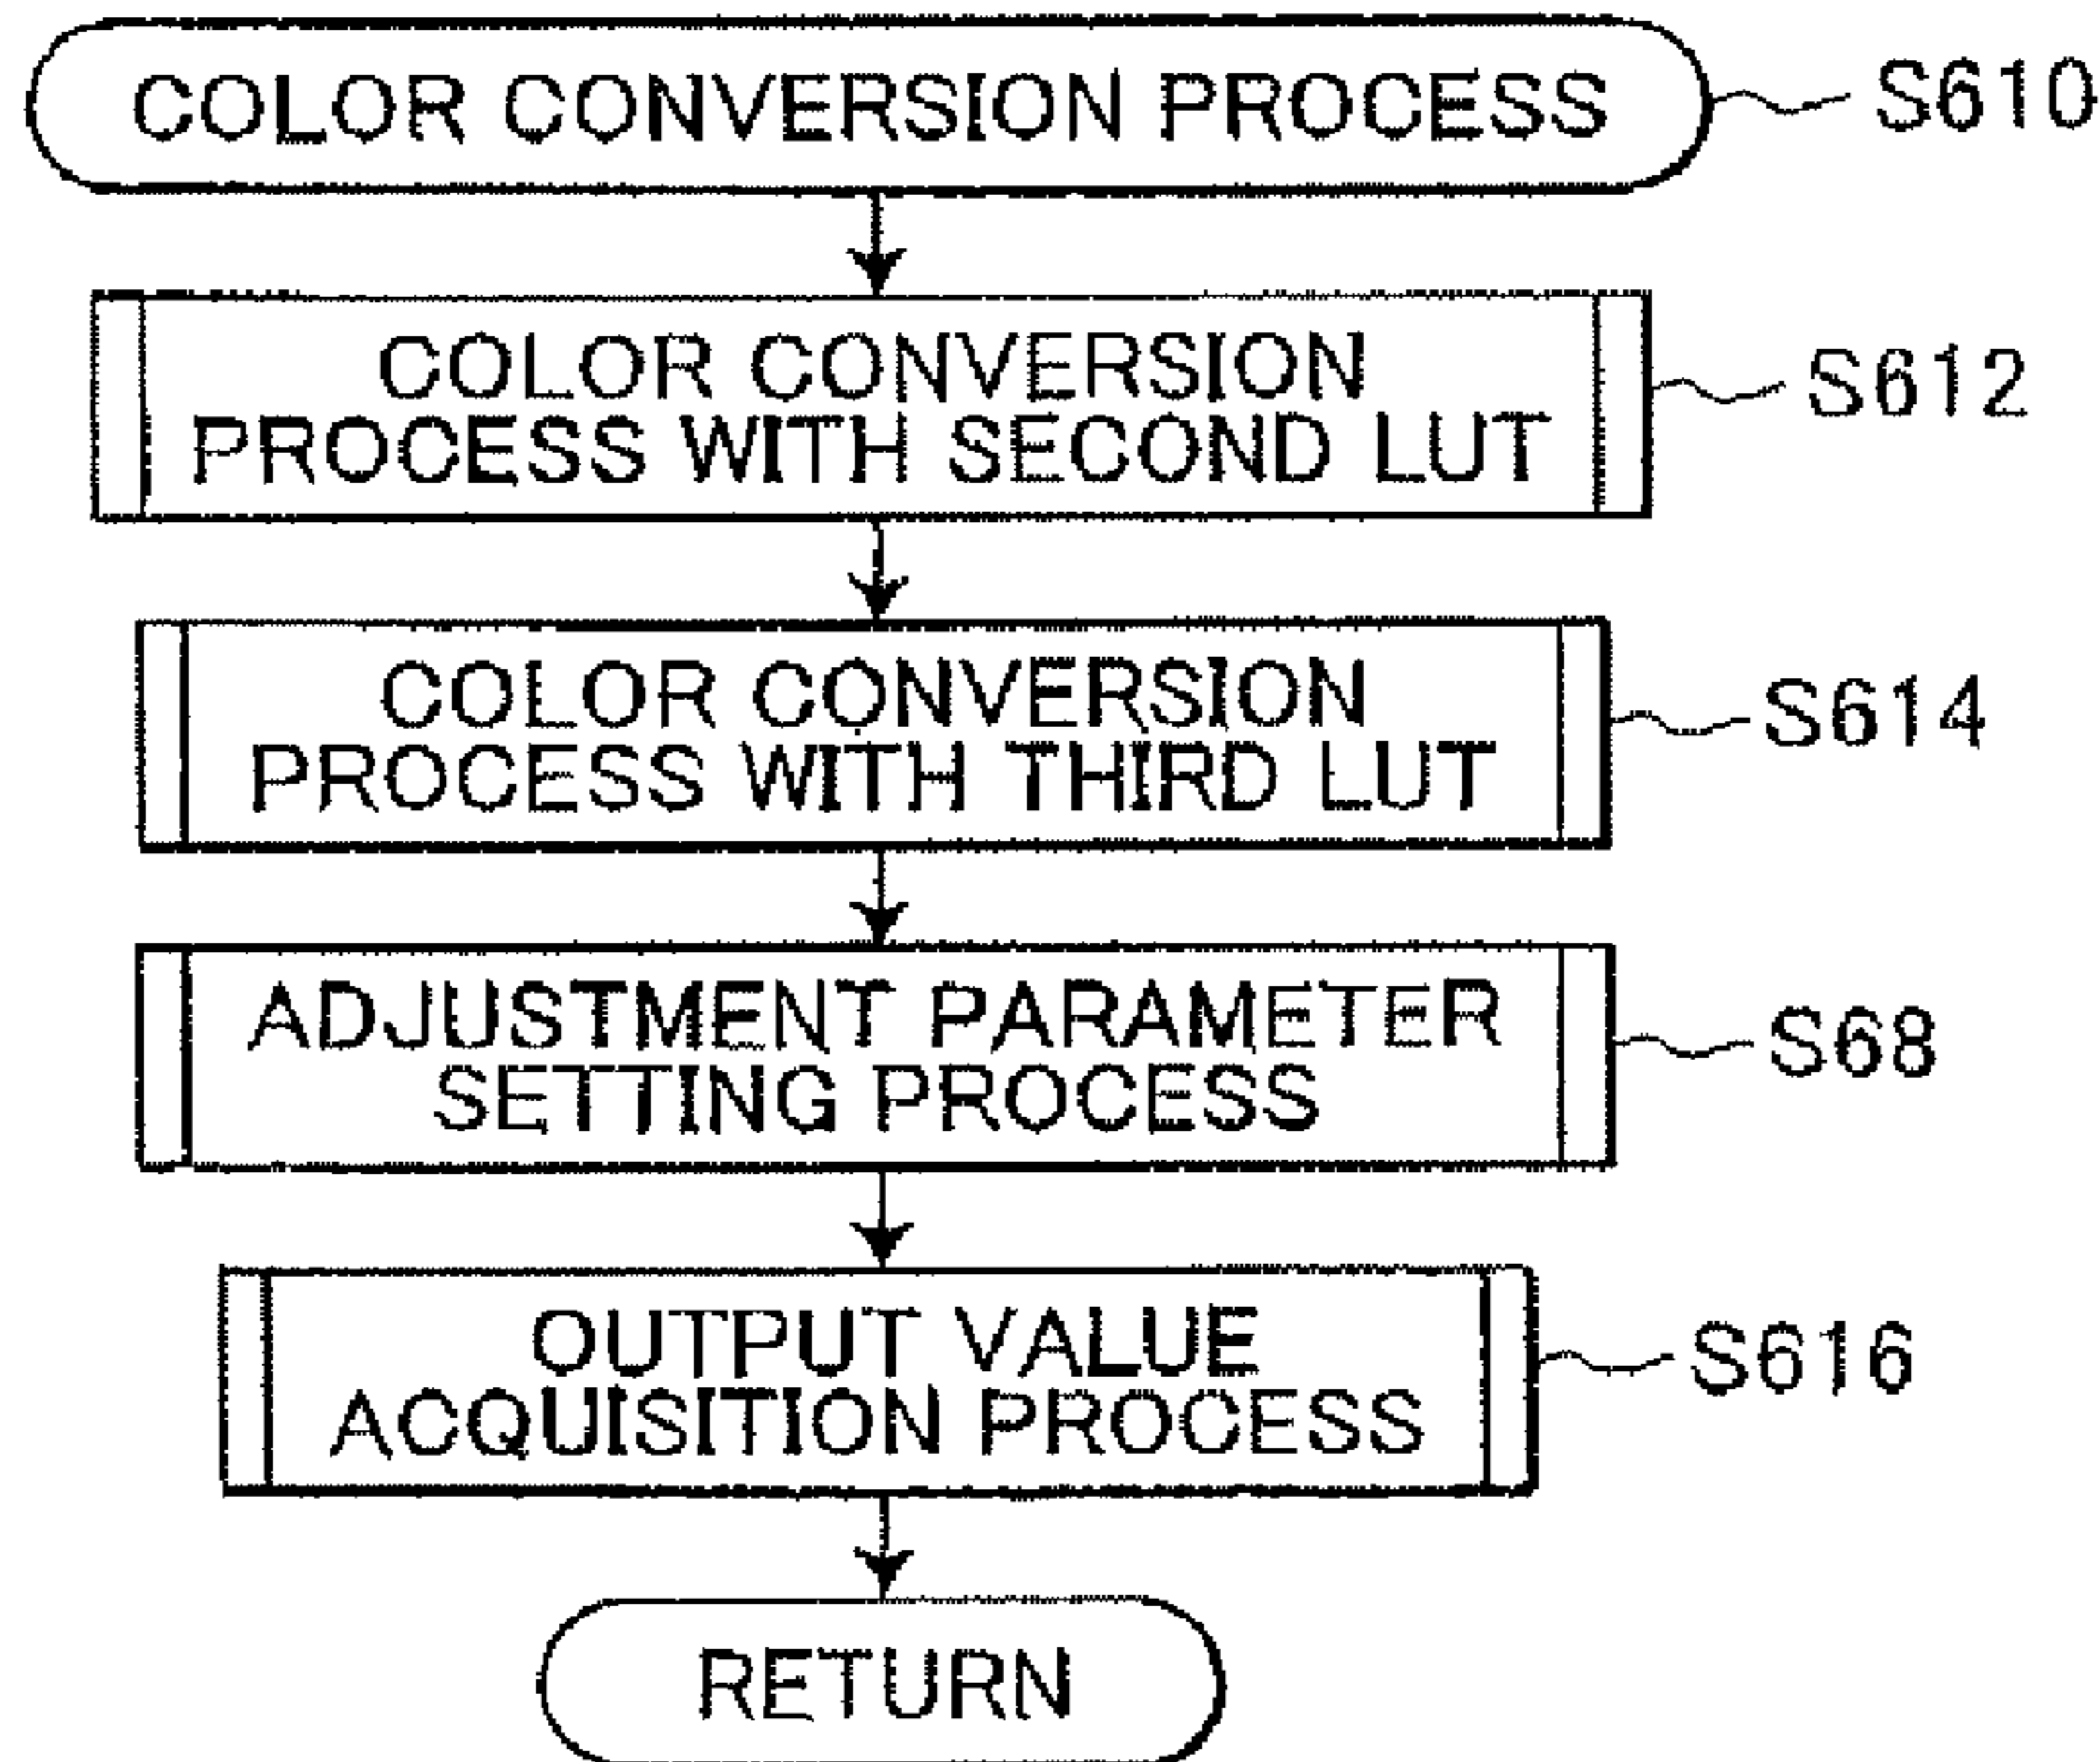 COLOR CONVERSION PROCESS S610
COLOR CONVERSION
PROCESS WITH SECOND LUT
S612
COLOR CONVERSION
PROCESS WITH THIRD LUT
S614
ADJUSTMENT PARAMETER
SETTING PROCESS
S68
OUTPUT VALUE
ACQUISITION PROCESS
S616
RETURN